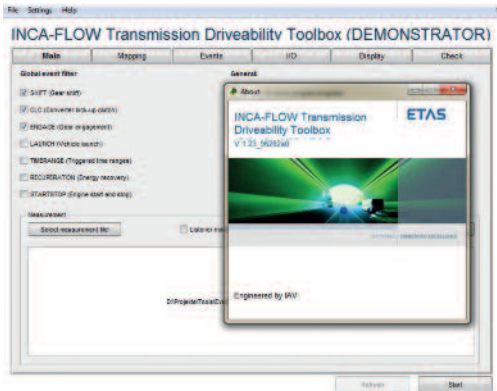 File Settings Help
INCA-FLOW Transmission Driveability Toolbox (DEMONSTRATOR)
Main Mapping Events I/O Display Check
Global event filter General
SHIFT (Gear shift)
CLC (Converter lock-up clutch)
ENGAGE (Gear engagement)
LAUNCH (Vehicle launch)
TIMERANGE (Triggered time ranges)
RECUPERATION (Energy recovery)
STARTSTOP (Engine start and stop)
Measurement
Select measurement file! Listener
About
INCA-FLOW Transmission
Driveability Toolbox
ETAS
Engineered by IAV
Refresh Start